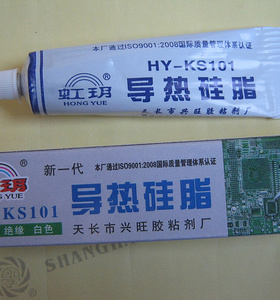 本厂通过ISO9001:2008国际质量管理体系认证
HY-KS101
虹玥
HONG YUE
导热硅脂
天长市兴旺胶粘剂厂
本厂通过ISO9001:2008国际质量管理体系认证
新一代
导热硅脂
玥
YUE
-KS101
绝缘 白色
天长市兴旺胶粘剂厂
SHANGHAI